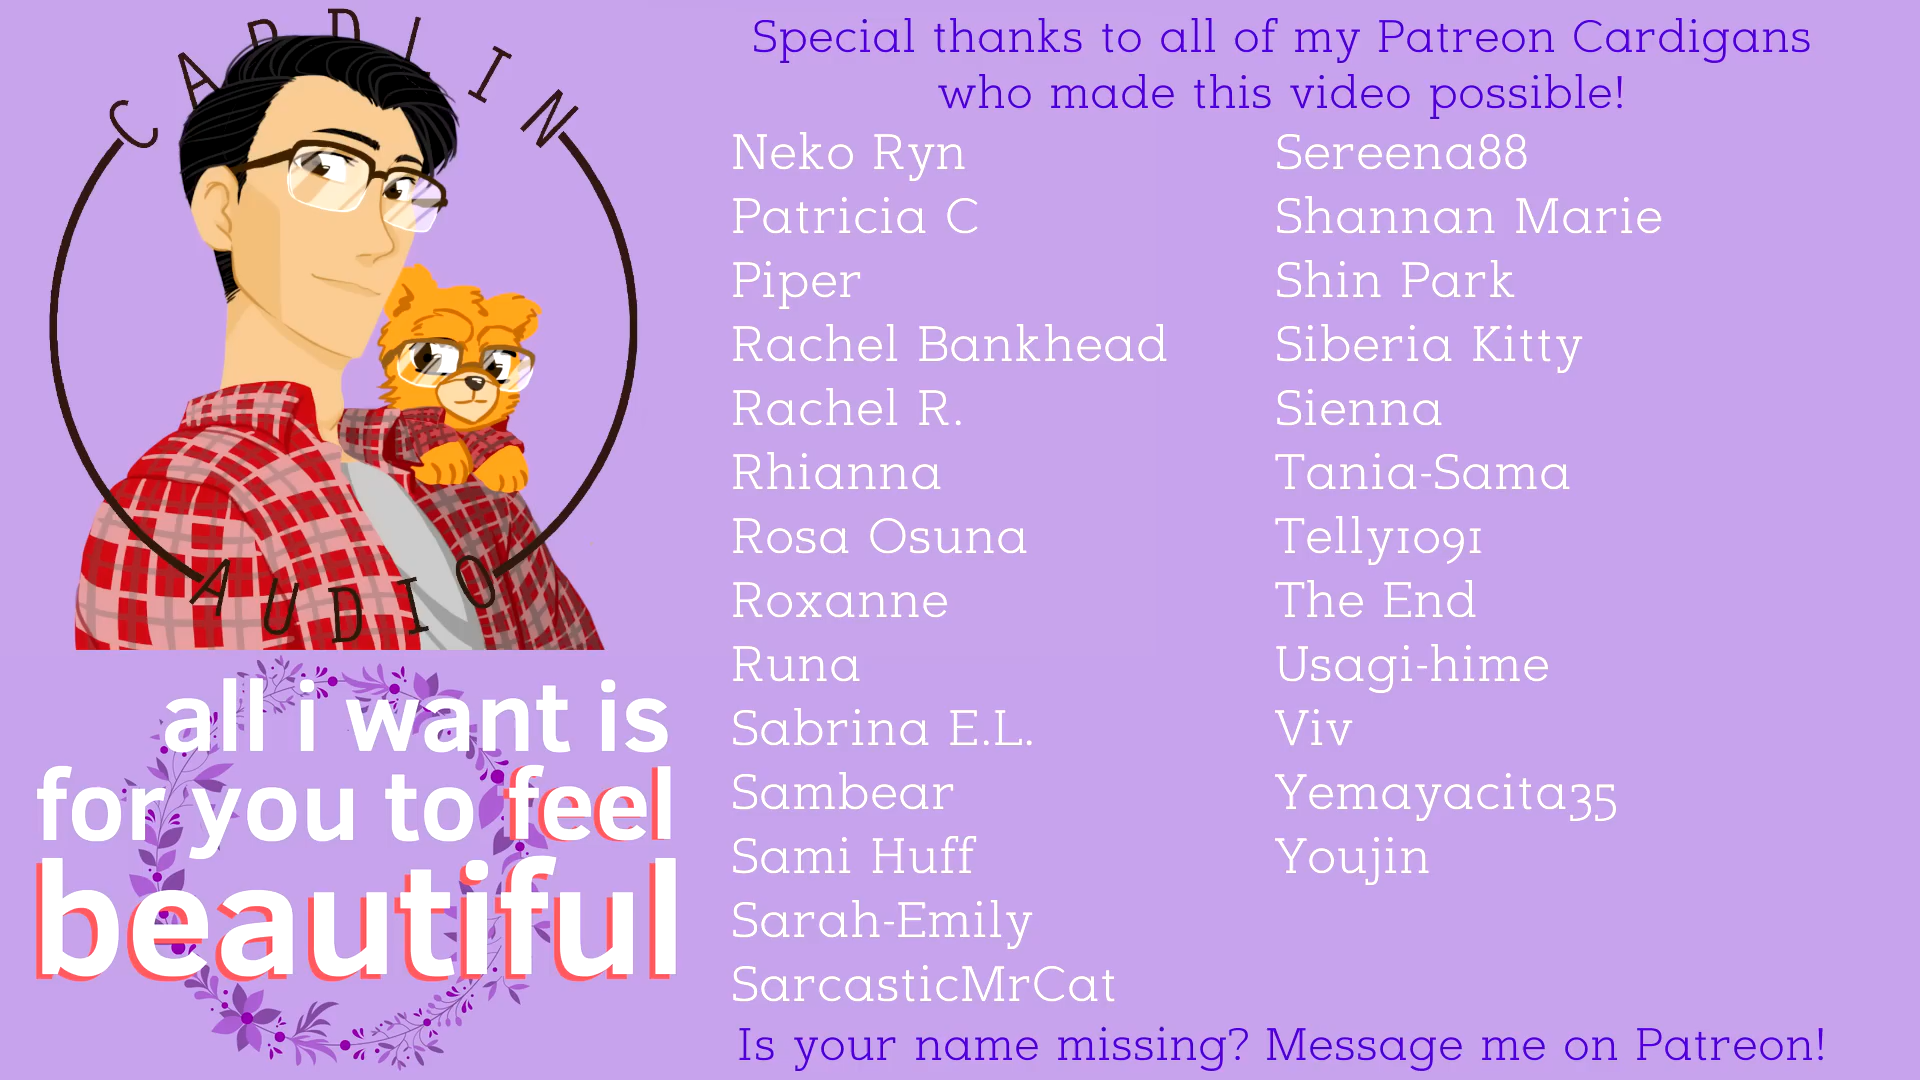 CARDLIN
AUDIO
all i want is
for you to feel
beautiful
Special thanks to all of my Patreon Cardigans
who made this video possible!
Neko Ryn
Patricia C
Piper
Rachel Bankhead
Rachel R.
Rhianna
Rosa Osuna
Roxanne
Runa
Sabrina E.L.
Sambear
Sami Huff
Sarah-Emily
SarcasticMrCat
Sereena88
Shannan Marie
Shin Park
Siberia Kitty
Sienna
Tania-Sama
Telly1091
The End
Usagi-hime
Viv
Yemayacita35
Youjin
Is your name missing? Message me on Patreon!